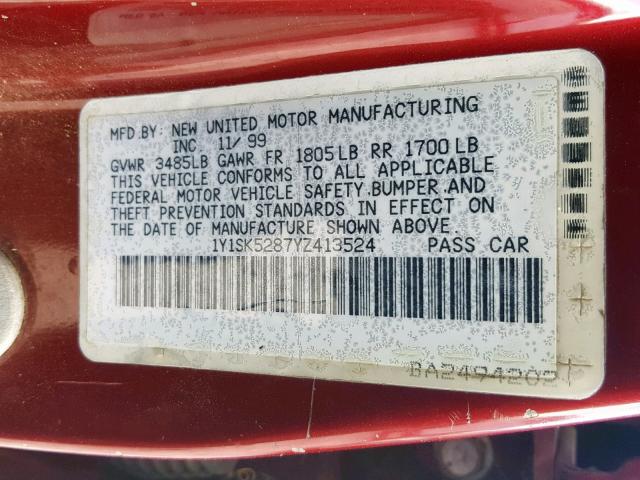 MFD.BY: NEW UNITED MOTOR MANUFACTURING
INC 11/99
GVWR 3485LB GAWR FR 1805LB RR 1700LB
THIS VEHICLE CONFORMS TO ALL APPLICABLE
FEDERAL MOTOR VEHICLE SAFETY.BUMPER.AND
THEFT PREVENTION STANDARDS IN EFFECT ON
THE DATE OF MANUFACTURE SHOWN ABOVE.
1Y1SK5287YZ413524 PASS CAR
BA2494202